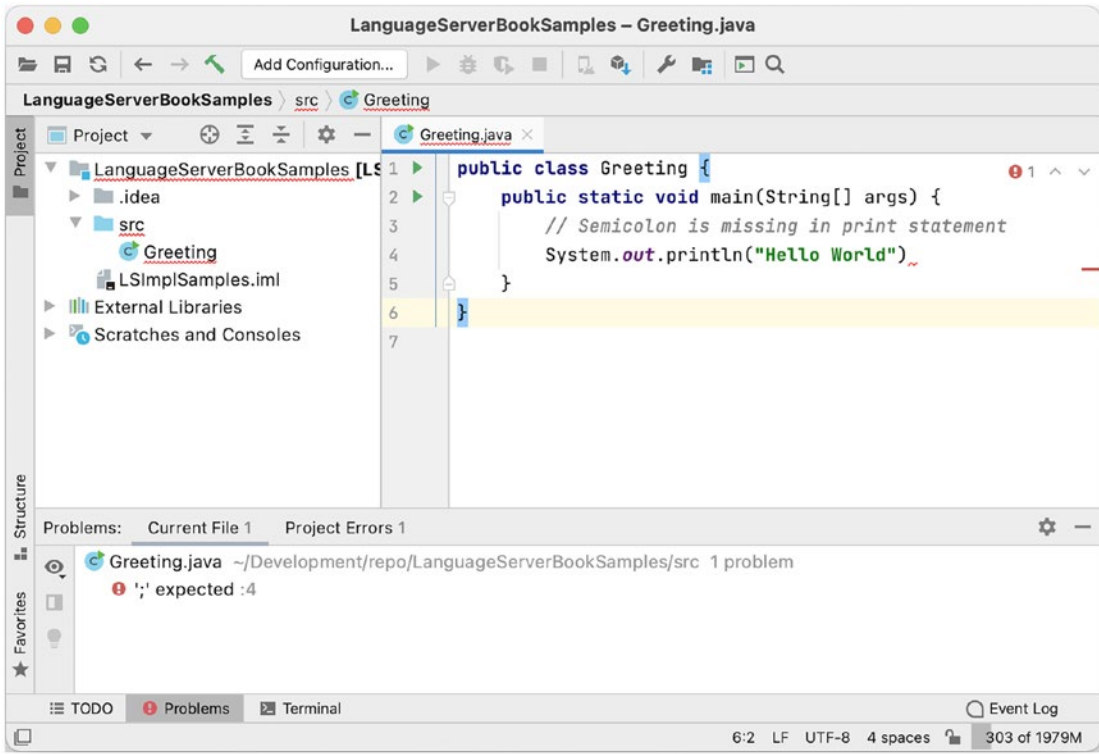 LanguageServerBookSamples – Greeting.java
Add Configuration...
LanguageServerBookSamples src Greeting
Project
Project
Greeting.java
LanguageServerBookSamples [LS
.idea
src
Greeting
LSImplSamples.iml
External Libraries
Scratches and Consoles
1 public class Greeting {
2 public static void main(String[] args) {
3 // Semicolon is missing in print statement
4 System.out.println("Hello World")
5 }
6 }
7
1
Structure
Favorites
Problems: Current File 1 Project Errors 1
Greeting.java ~/Development/repo/LanguageServerBookSamples/src 1 problem
';' expected :4
TODO Problems Terminal Event Log
6:2 LF UTF-8 4 spaces 303 of 1979M